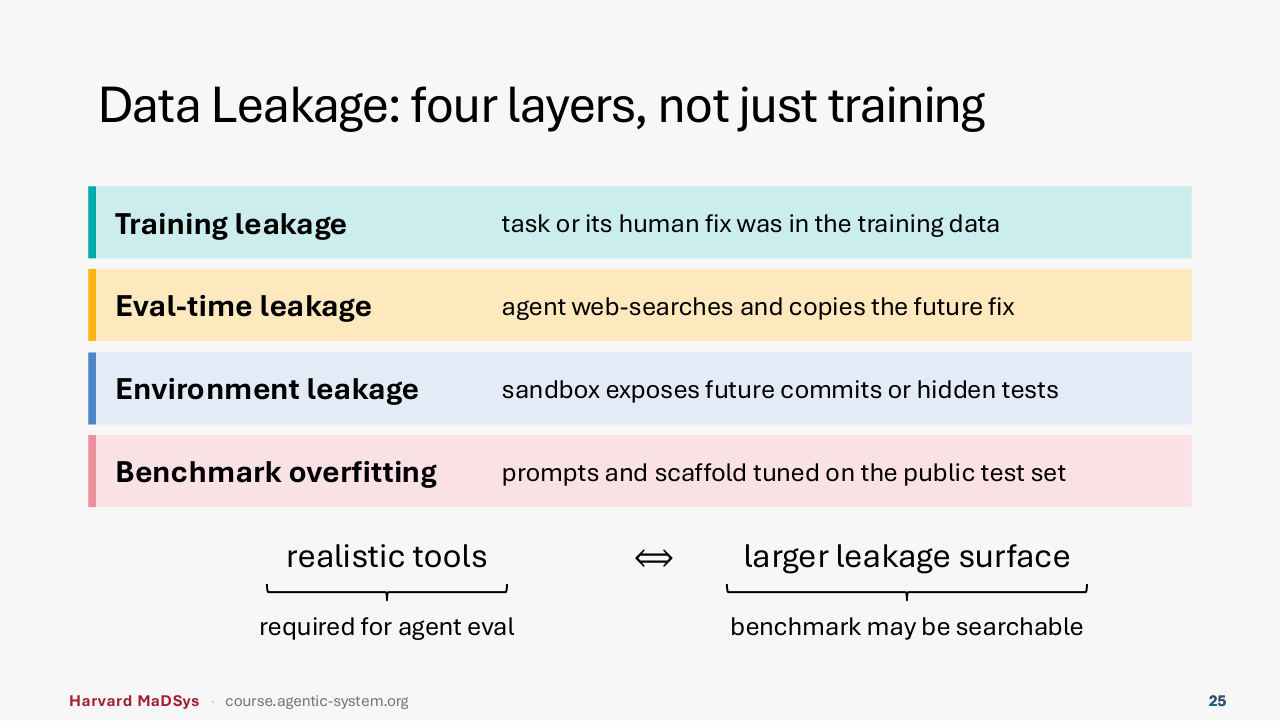 Data Leakage: four layers, not just training
Training leakage task or its human fix was in the training data
Eval-time leakage agent web-searches and copies the future fix
Environment leakage sandbox exposes future commits or hidden tests
Benchmark overfitting prompts and scaffold tuned on the public test set
realistic tools ⟺ larger leakage surface
required for agent eval benchmark may be searchable
Harvard MaDSys · course.agentic-system.org 25